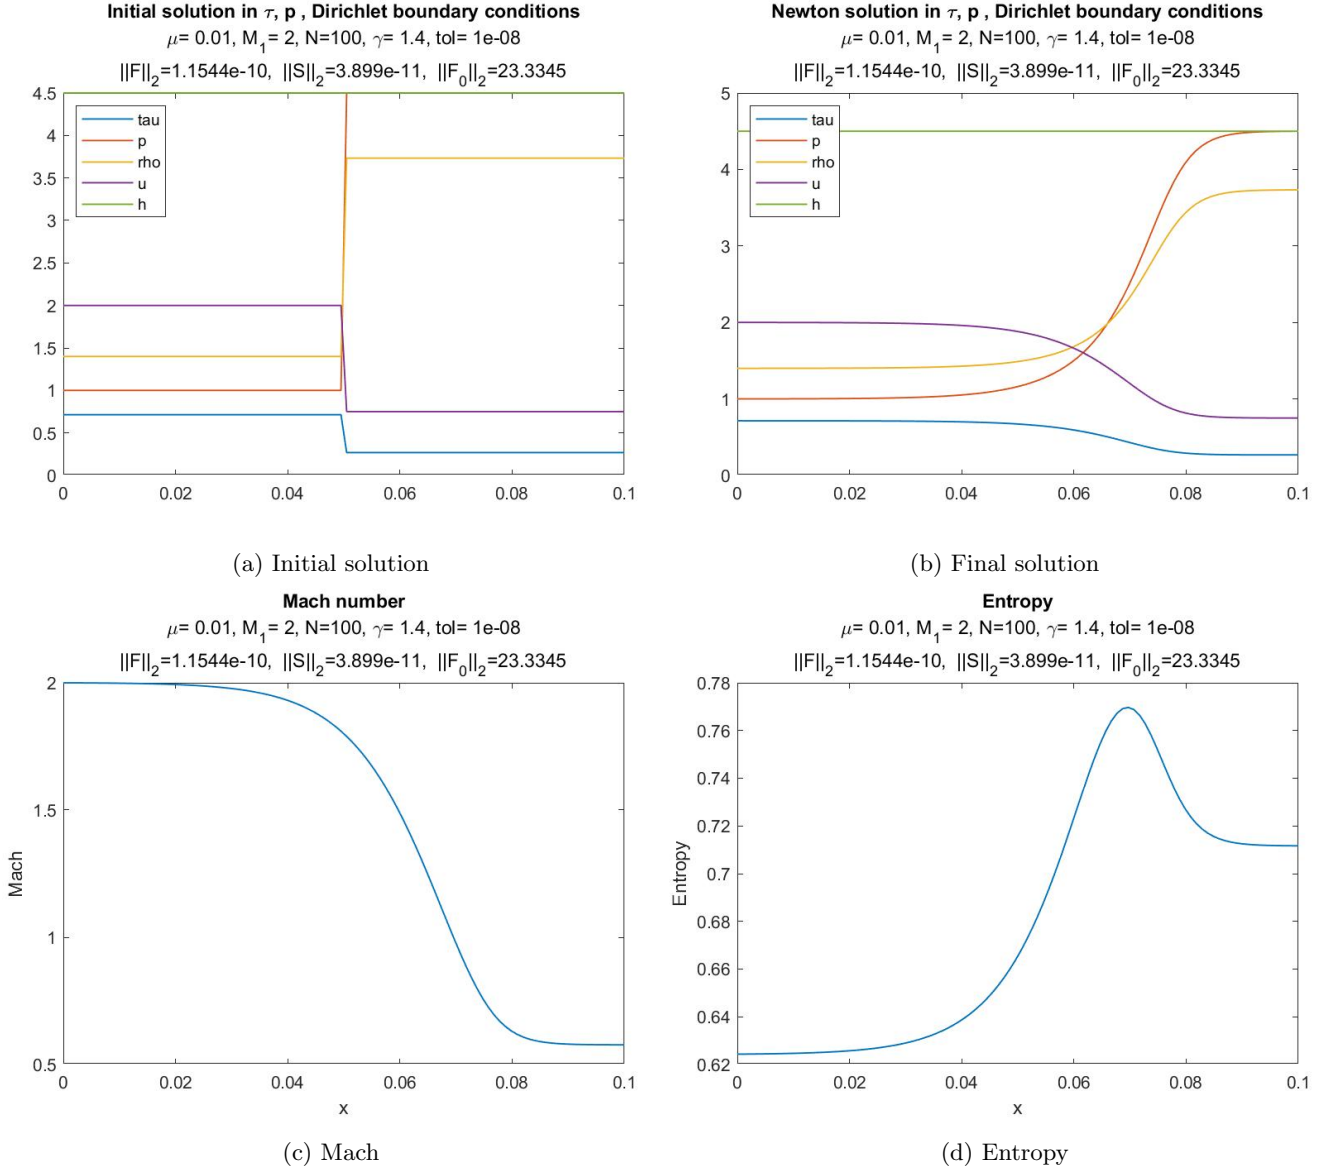 Initial solution in τ, p , Dirichlet boundary conditions
μ= 0.01, M₁= 2, N=100, γ= 1.4, tol= 1e-08
||F||₂=1.1544e-10, ||S||₂=3.899e-11, ||F₀||₂=23.3345
4.5
4
3.5
3
2.5
2
1.5
1
0.5
0
tau
p
rho
u
h
0
0.02
0.04
0.06
0.08
0.1
(a) Initial solution
Newton solution in τ, p , Dirichlet boundary conditions
μ= 0.01, M₁= 2, N=100, γ= 1.4, tol= 1e-08
||F||₂=1.1544e-10, ||S||₂=3.899e-11, ||F₀||₂=23.3345
5
4
3
2
1
0
tau
p
rho
u
h
0
0.02
0.04
0.06
0.08
0.1
(b) Final solution
Mach number
μ= 0.01, M₁= 2, N=100, γ= 1.4, tol= 1e-08
||F||₂=1.1544e-10, ||S||₂=3.899e-11, ||F₀||₂=23.3345
Mach
2
1.5
1
0.5
0
0.02
0.04
0.06
0.08
0.1
x
(c) Mach
Entropy
μ= 0.01, M₁= 2, N=100, γ= 1.4, tol= 1e-08
||F||₂=1.1544e-10, ||S||₂=3.899e-11, ||F₀||₂=23.3345
Entropy
0.78
0.76
0.74
0.72
0.7
0.68
0.66
0.64
0.62
0
0.02
0.04
0.06
0.08
0.1
x
(d) Entropy